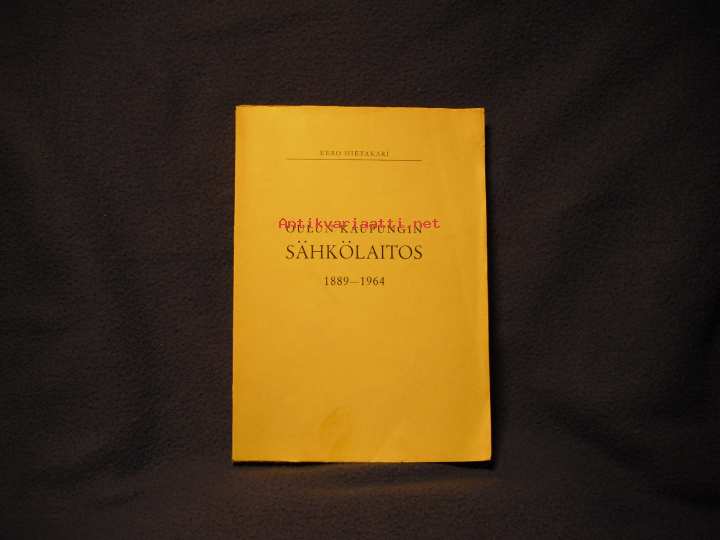 EERO HIETAKARI
Antikvariaatti.net
OULUN KAUPUNGIN
SÄHKÖLAITOS
1889—1964